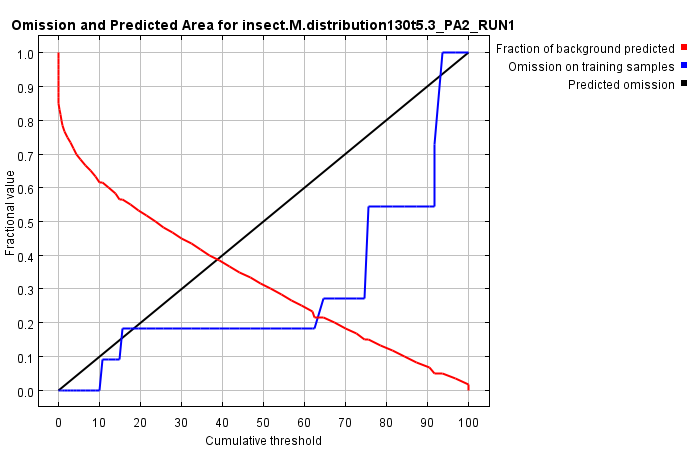 Omission and Predicted Area for insect.M.distribution130t5.3_PA2_RUN1
Fraction of background predicted
Omission on training samples
Predicted omission
Fractional value
1.0
0.9
0.8
0.7
0.6
0.5
0.4
0.3
0.2
0.1
0.0
0 10 20 30 40 50 60 70 80 90 100
Cumulative threshold